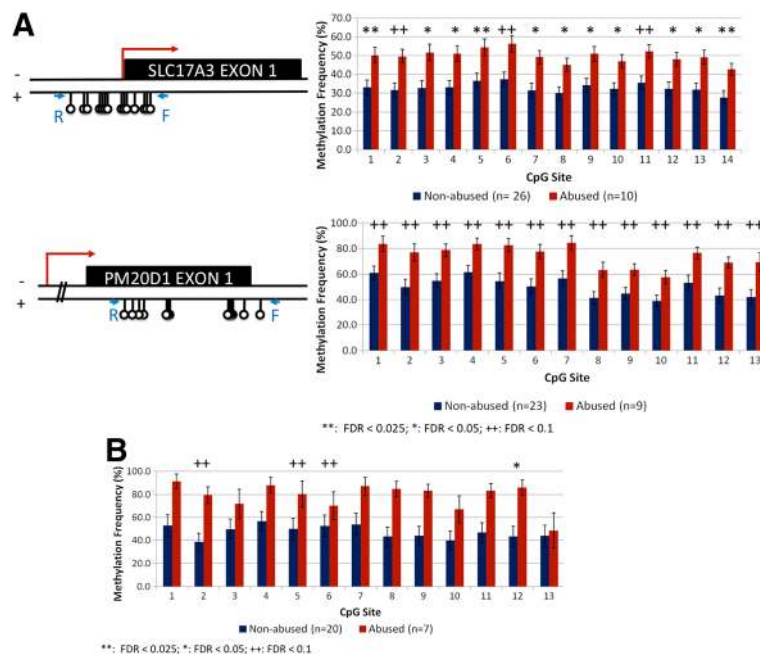 A
SLC17A3 EXON 1
-
+
R
F
Methylation Frequency (%)
70.0
60.0
50.0
40.0
30.0
20.0
10.0
0.0
** ++ * * ** ++ * * * * ++ * * **
1 2 3 4 5 6 7 8 9 10 11 12 13 14
CpG Site
Non-abused (n= 26) Abused (n=10)
PM20D1 EXON 1
-
+
R
F
Methylation Frequency (%)
100.0
80.0
60.0
40.0
20.0
0.0
++ ++ ++ ++ ++ ++ ++ ++ ++ ++ ++ ++ ++
1 2 3 4 5 6 7 8 9 10 11 12 13
CpG Site
Non-abused (n=23) Abused (n=9)
**: FDR < 0.025; *: FDR < 0.05; ++: FDR < 0.1
B
Methylation Frequency (%)
100.0
80.0
60.0
40.0
20.0
0.0
++ ++ ++ *
1 2 3 4 5 6 7 8 9 10 11 12 13
CpG Site
Non-abused (n=20) Abused (n=7)
**: FDR < 0.025; *: FDR < 0.05; ++: FDR < 0.1